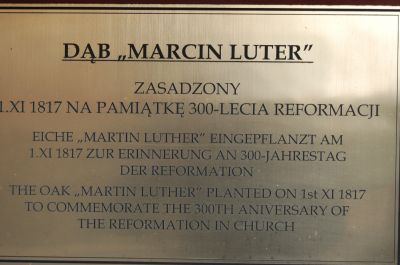 DĄB „MARCIN LUTER”
ZASADZONY
1.XI 1817 NA PAMIĄTKĘ 300-LECIA REFORMACJI
EICHE „MARTIN LUTHER” EINGEPFLANZT AM
1.XI 1817 ZUR ERINNERUNG AN 300-JAHRESTAG
DER REFORMATION
THE OAK „MARTIN LUTHER” PLANTED ON 1st XI 1817
TO COMMEMORATE THE 300TH ANIVERSARY OF
THE REFORMATION IN CHURCH